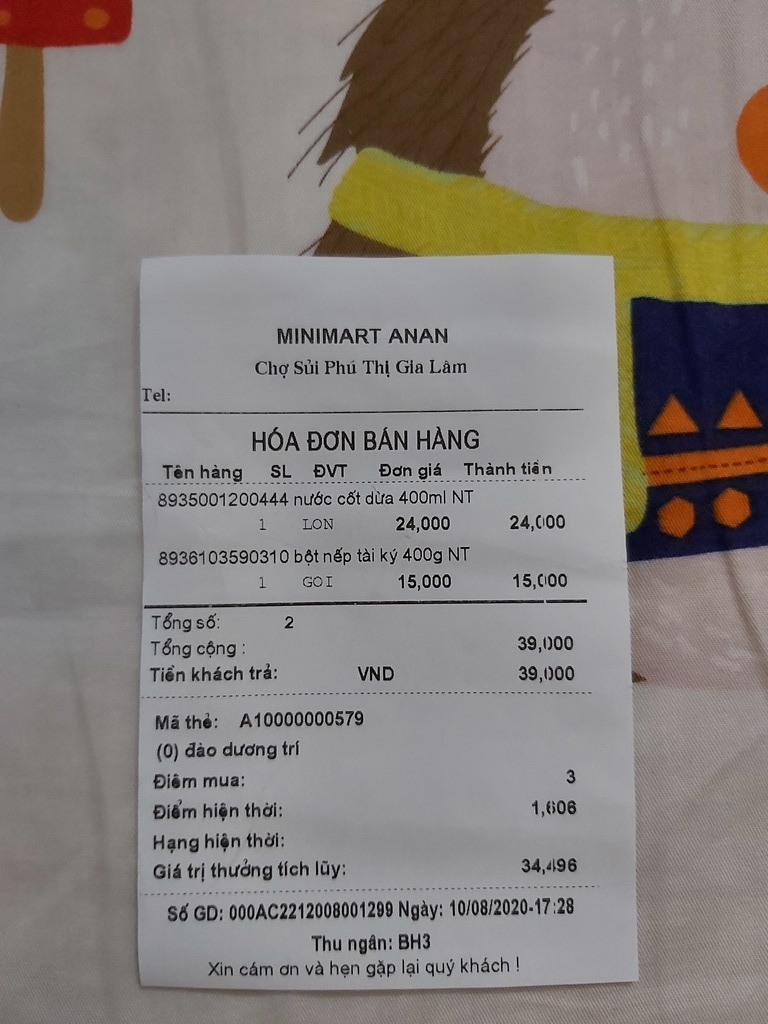 MINIMART ANAN
Chợ Sủi Phú Thị Gia Lâm
Tel:
HÓA ĐƠN BÁN HÀNG
Tên hàng SL ĐVT Đơn giá Thành tiền
8935001200444 nước cốt dừa 400ml NT
1 LON 24,000 24,000
8936103590310 bột nếp tài ký 400g NT
1 GOI 15,000 15,000
Tổng số: 2
Tổng cộng : 39,000
Tiền khách trả: VND 39,000
Mã thẻ: A10000000579
(0) đào dương trí
Điểm mua: 3
Điểm hiện thời: 1,606
Hạng hiện thời:
Giá trị thưởng tích lũy: 34,496
Số GD: 000AC2212008001299 Ngày: 10/08/2020-17:28
Thu ngân: BH3
Xin cám ơn và hẹn gặp lại quý khách !